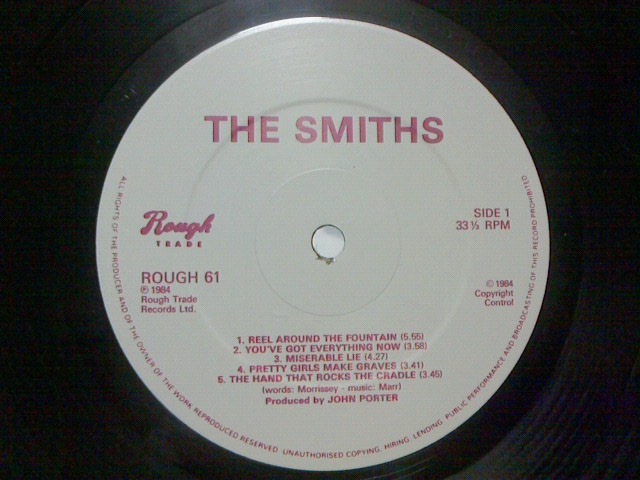 THE SMITHS
Rough
TRADE
ROUGH 61
℗ 1984
Rough Trade
Records Ltd.
SIDE 1
33⅓ RPM
© 1984
Copyright
Control
1. REEL AROUND THE FOUNTAIN (5.55)
2. YOU'VE GOT EVERYTHING NOW (3.58)
3. MISERABLE LIE (4.27)
4. PRETTY GIRLS MAKE GRAVES (3.41)
5. THE HAND THAT ROCKS THE CRADLE (3.45)
(words: Morrissey - music: Marr)
Produced by JOHN PORTER
ALL RIGHTS OF THE PRODUCER AND OF THE OWNER OF THE WORK REPRODUCED RESERVED. UNAUTHORISED COPYING, HIRING, LENDING, PUBLIC PERFORMANCE AND BROADCASTING OF THIS RECORD PROHIBITED